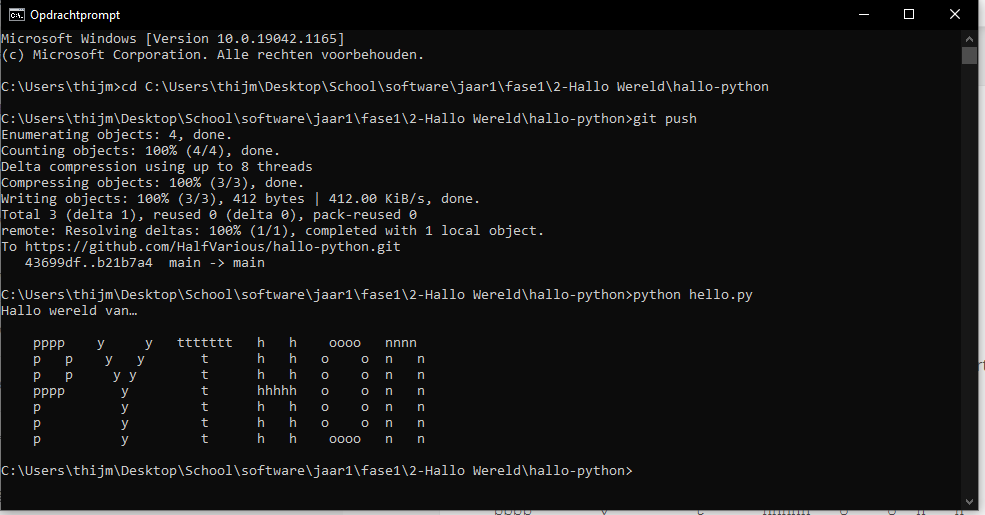 Opdrachtprompt
Microsoft Windows [Version 10.0.19042.1165]
(c) Microsoft Corporation. Alle rechten voorbehouden.
C:\Users\thijm>cd C:\Users\thijm\Desktop\School\software\jaar1\fase1\2-Hallo Wereld\hallo-python
C:\Users\thijm\Desktop\School\software\jaar1\fase1\2-Hallo Wereld\hallo-python>git push
Enumerating objects: 4, done.
Counting objects: 100% (4/4), done.
Delta compression using up to 8 threads
Compressing objects: 100% (3/3), done.
Writing objects: 100% (3/3), 412 bytes | 412.00 KiB/s, done.
Total 3 (delta 1), reused 0 (delta 0), pack-reused 0
remote: Resolving deltas: 100% (1/1), completed with 1 local object.
To https://github.com/HalfVarious/hallo-python.git
   43699df..b21b7a4  main -> main
C:\Users\thijm\Desktop\School\software\jaar1\fase1\2-Hallo Wereld\hallo-python>python hello.py
Hallo wereld van…
    pppp    y     y   ttttttt   h   h    oooo   nnnn
    p   p    y   y       t      h   h   o    o  n   n
    p   p     y y        t      h   h   o    o  n   n
    pppp       y         t      hhhhh   o    o  n   n
    p          y         t      h   h   o    o  n   n
    p          y         t      h   h   o    o  n   n
    p          y         t      h   h    oooo   n   n
C:\Users\thijm\Desktop\School\software\jaar1\fase1\2-Hallo Wereld\hallo-python>